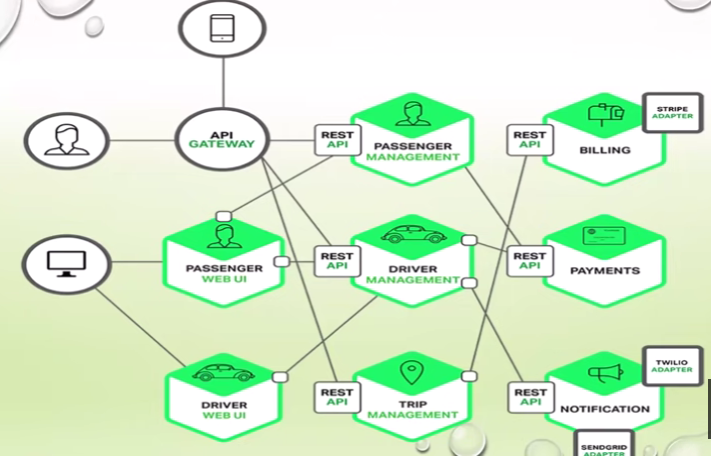 API
GATEWAY
REST
API
PASSENGER
MANAGEMENT
REST
API
BILLING
STRIPE
ADAPTER
PASSENGER
WEB UI
REST
API
DRIVER
MANAGEMENT
REST
API
PAYMENTS
DRIVER
WEB UI
REST
API
TRIP
MANAGEMENT
REST
API
NOTIFICATION
TWILIO
ADAPTER
SENDGRID
ADAPTER